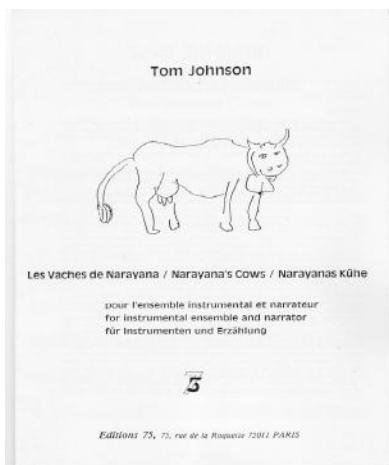 Tom Johnson
Les Vaches de Narayana / Narayana's Cows / Narayanas Kühe
pour l'ensemble instrumental et narrateur
for instrumental ensemble and narrator
für Instrumenten und Erzählung
75
Editions 75, 75, rue de la Roquette 75011 PARIS